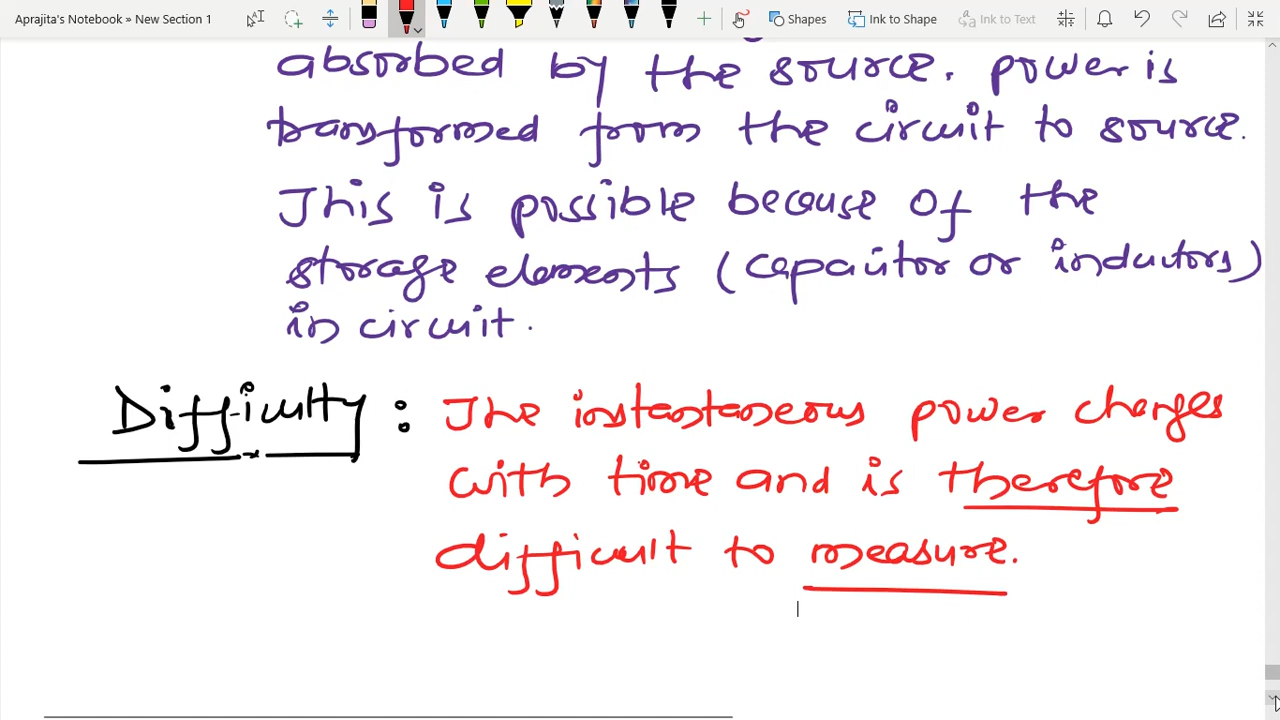 Aprajita's Notebook » New Section 1
Shapes
Ink to Shape
Ink to Text
absorbed by the source. power is
transformed from the circuit to source.
This is possible because of the
storage elements (capacitor or inductors)
in circuit.
Difficulty : The instantaneous power changes
with time and is therefore
difficult to measure.